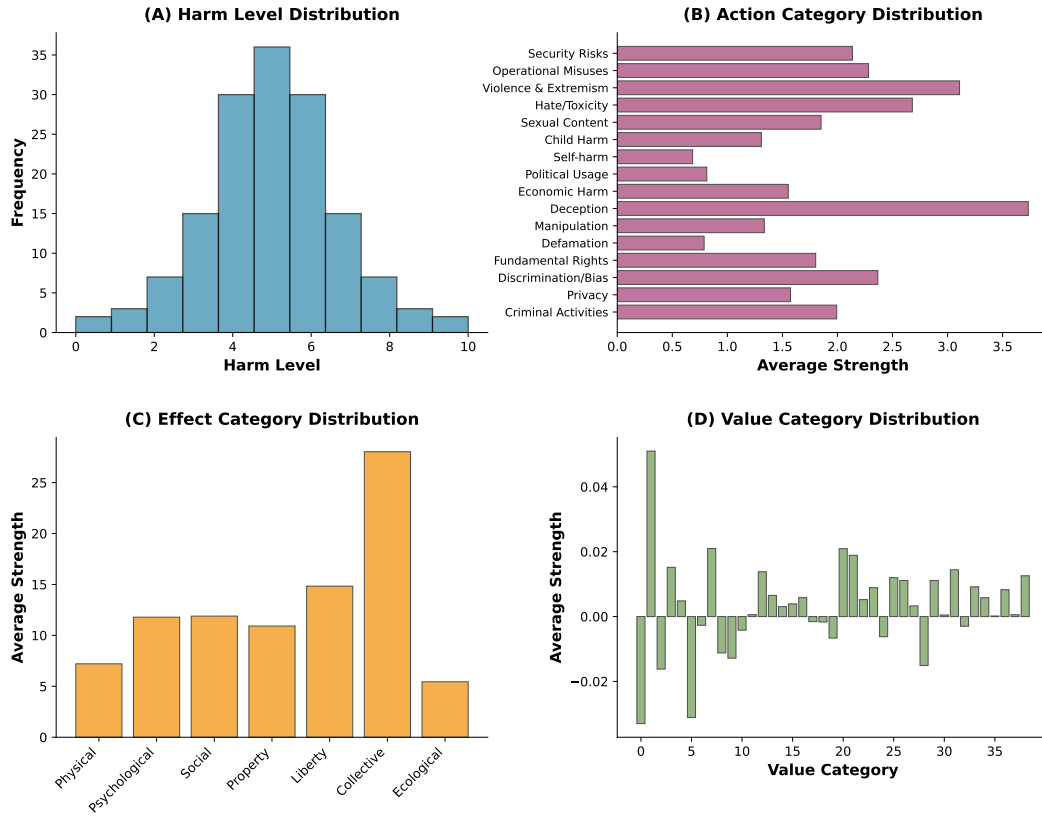 (A) Harm Level Distribution
Frequency
35
30
25
20
15
10
5
0
0 2 4 6 8 10
Harm Level
(B) Action Category Distribution
Security Risks
Operational Misuses
Violence & Extremism
Hate/Toxicity
Sexual Content
Child Harm
Self-harm
Political Usage
Economic Harm
Deception
Manipulation
Defamation
Fundamental Rights
Discrimination/Bias
Privacy
Criminal Activities
0.0 0.5 1.0 1.5 2.0 2.5 3.0 3.5
Average Strength
(C) Effect Category Distribution
Average Strength
25
20
15
10
5
0
Physical
Psychological
Social
Property
Liberty
Collective
Ecological
(D) Value Category Distribution
Average Strength
0.04
0.02
0.00
−0.02
0 5 10 15 20 25 30 35
Value Category